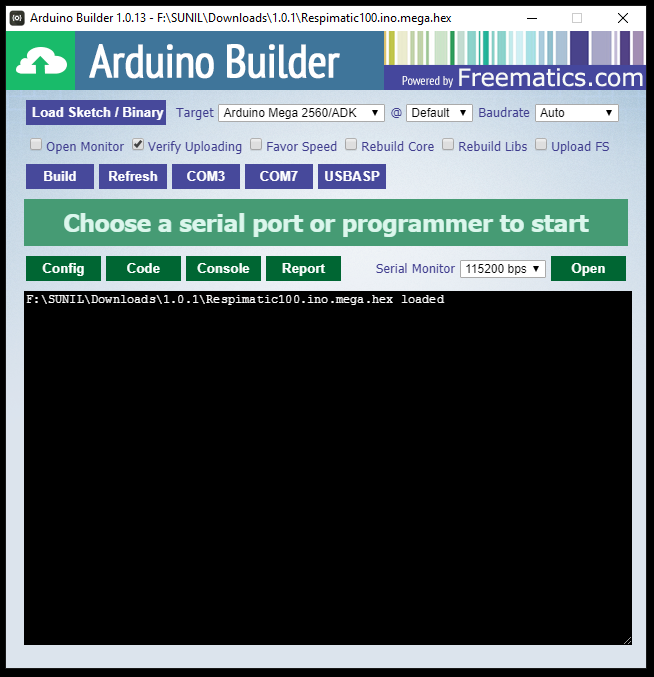 Arduino Builder 1.0.13 - F:\SUNIL\Downloads\1.0.1\Respimatic100.ino.mega.hex
Arduino Builder
Powered by Freematics.com
Load Sketch / Binary Target Arduino Mega 2560/ADK @ Default Baudrate Auto
Open Monitor Verify Uploading Favor Speed Rebuild Core Rebuild Libs Upload FS
Build Refresh COM3 COM7 USBASP
Choose a serial port or programmer to start
Config Code Console Report Serial Monitor 115200 bps Open
F:\SUNIL\Downloads\1.0.1\Respimatic100.ino.mega.hex loaded